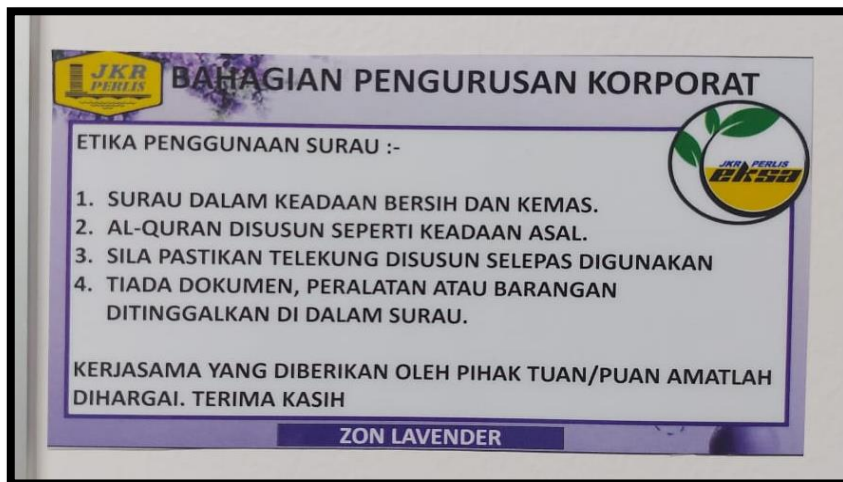 JKR
PERLIS
BAHAGIAN PENGURUSAN KORPORAT
ETIKA PENGGUNAAN SURAU :-
JKR PERLIS
eksa
1. SURAU DALAM KEADAAN BERSIH DAN KEMAS.
2. AL-QURAN DISUSUN SEPERTI KEADAAN ASAL.
3. SILA PASTIKAN TELEKUNG DISUSUN SELEPAS DIGUNAKAN
4. TIADA DOKUMEN, PERALATAN ATAU BARANGAN
DITINGGALKAN DI DALAM SURAU.
KERJASAMA YANG DIBERIKAN OLEH PIHAK TUAN/PUAN AMATLAH
DIHARGAI. TERIMA KASIH
ZON LAVENDER